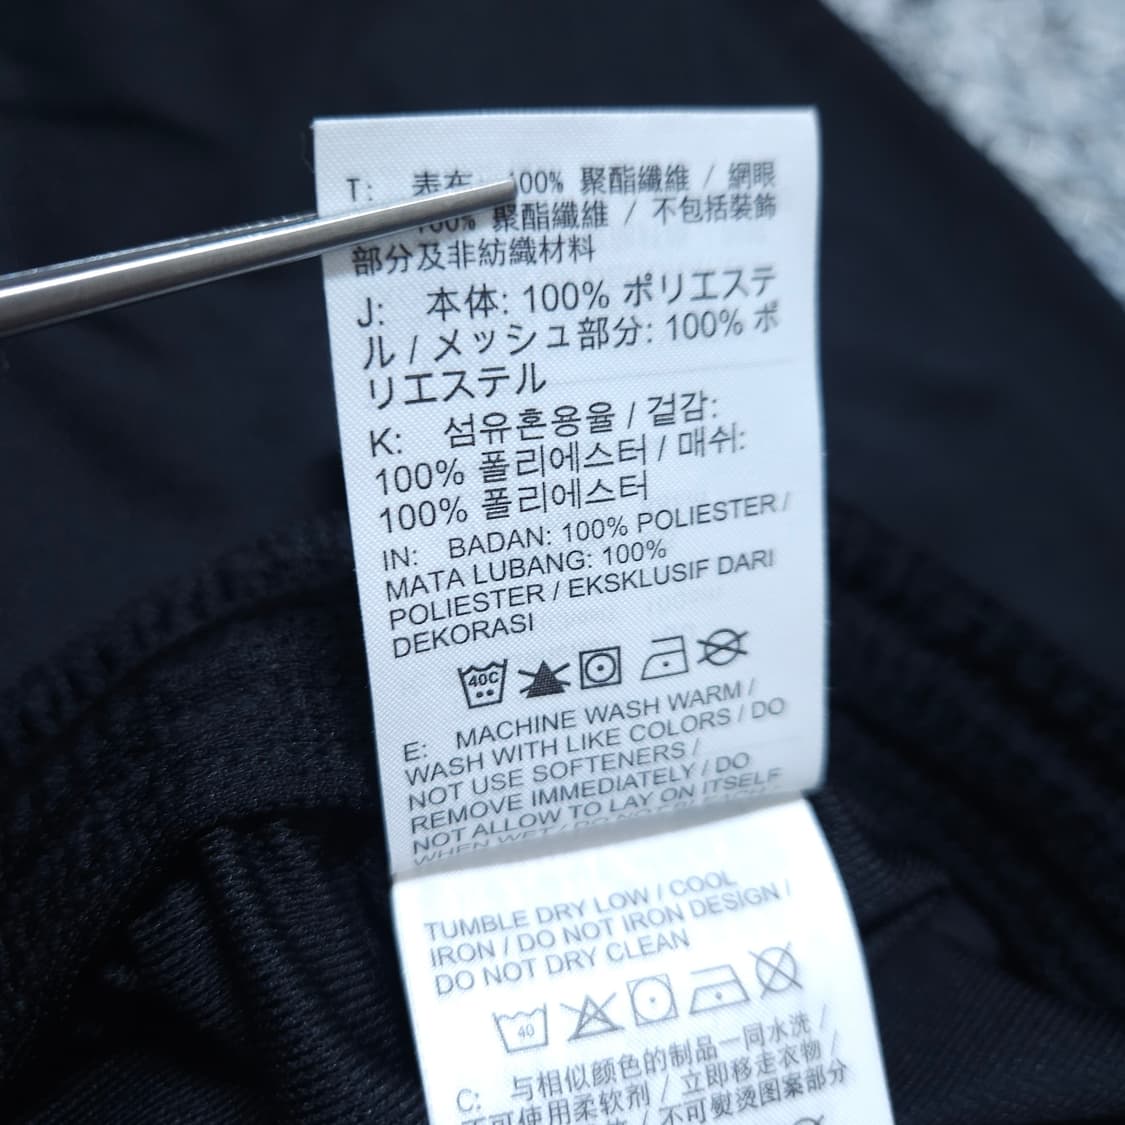 T: 表布: 100% 聚酯纖維 / 網眼
100% 聚酯纖維 / 不包括裝飾
部分及非紡織材料
J: 本体: 100% ポリエステ
ル / メッシュ部分: 100% ポ
リエステル
K: 섬유혼용율 / 겉감:
100% 폴리에스터 / 매쉬:
100% 폴리에스터
IN: BADAN: 100% POLIESTER /
MATA LUBANG: 100%
POLIESTER / EKSKLUSIF DARI
DEKORASI
40C
E: MACHINE WASH WARM /
WASH WITH LIKE COLORS / DO
NOT USE SOFTENERS /
REMOVE IMMEDIATELY / DO
NOT ALLOW TO LAY ON ITSELF
WHEN WET / DO NOT BLEACH /
TUMBLE DRY LOW / COOL
IRON / DO NOT IRON DESIGN /
DO NOT DRY CLEAN
40
C: 与相似颜色的制品一同水洗 /
不可使用柔软剂 / 立即移走衣物 /
/ 不可熨烫图案部分